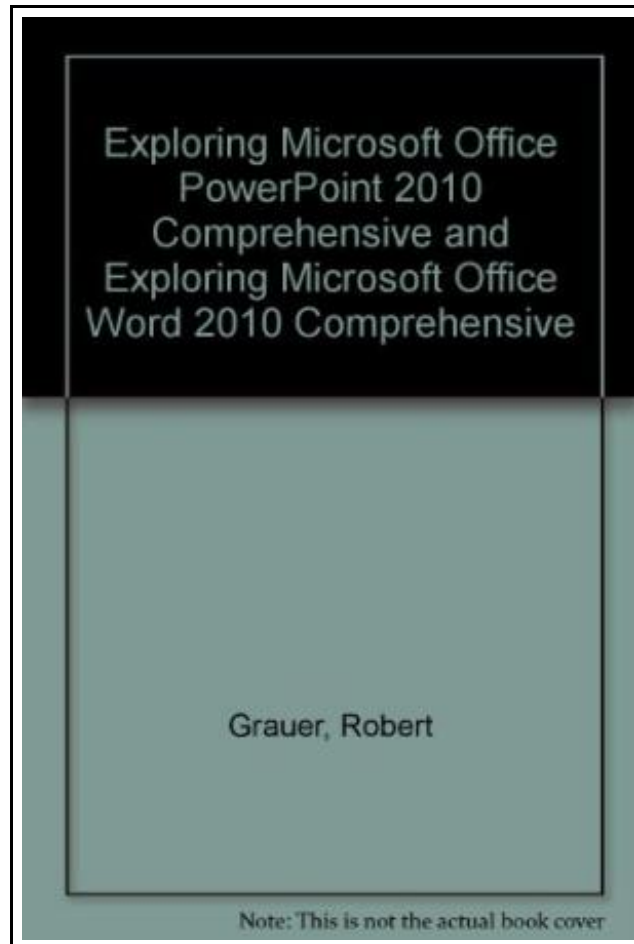 Exploring Microsoft Office
PowerPoint 2010
Comprehensive and
Exploring Microsoft Office
Word 2010 Comprehensive
Grauer, Robert
Note: This is not the actual book cover